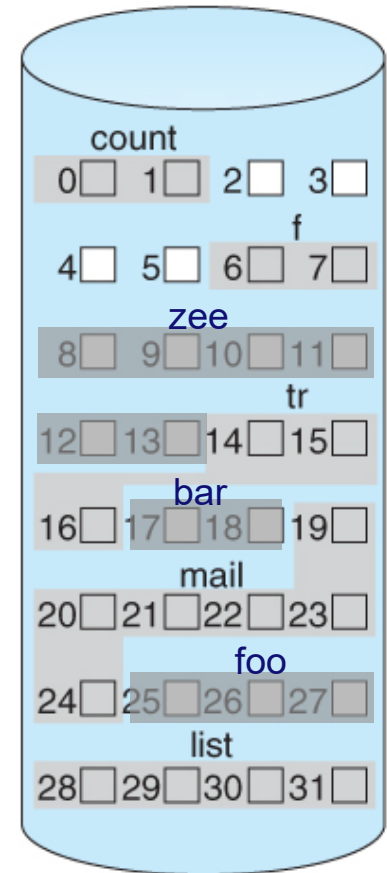 count
0 1 2 3
f
4 5 6 7
zee
8 9 10 11
tr
12 13 14 15
bar
16 17 18 19
mail
20 21 22 23
foo
24 25 26 27
list
28 29 30 31